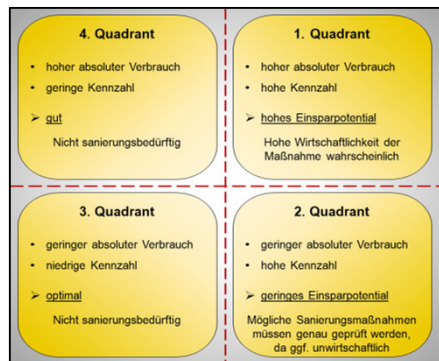 4. Quadrant
• hoher absoluter Verbrauch
• geringe Kennzahl
➢ gut
Nicht sanierungsbedürftig
1. Quadrant
• hoher absoluter Verbrauch
• hohe Kennzahl
➢ hohes Einsparpotential
Hohe Wirtschaftlichkeit der
Maßnahme wahrscheinlich
3. Quadrant
• geringer absoluter Verbrauch
• niedrige Kennzahl
➢ optimal
Nicht sanierungsbedürftig
2. Quadrant
• geringer absoluter Verbrauch
• hohe Kennzahl
➢ geringes Einsparpotential
Mögliche Sanierungsmaßnahmen
müssen genau geprüft werden,
da ggf. unwirtschaftlich